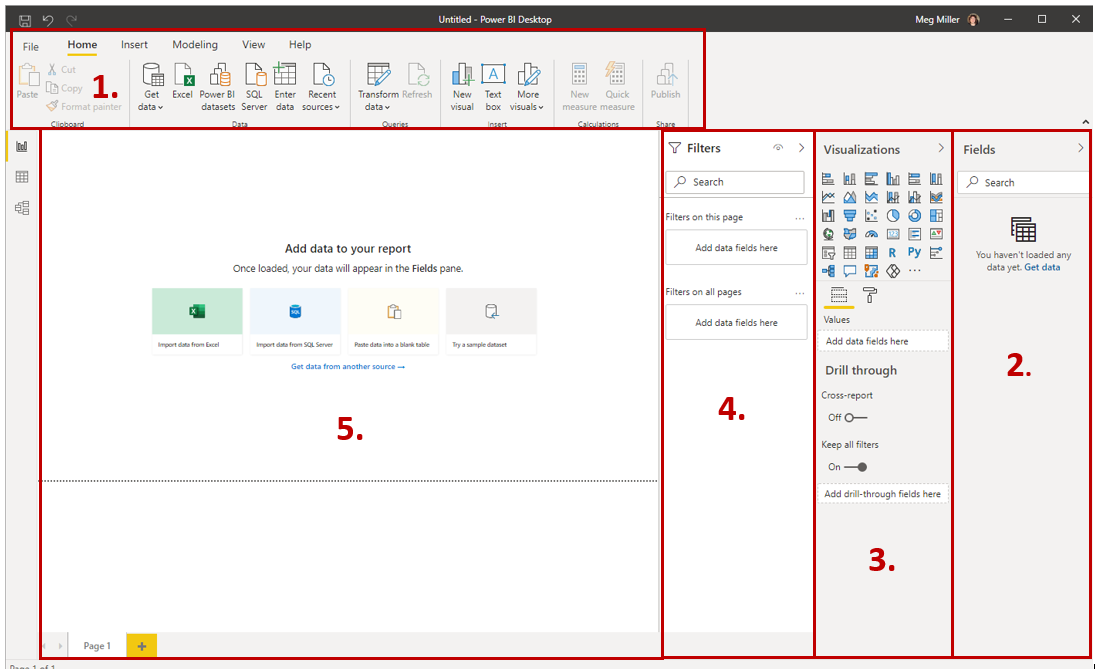 Untitled - Power BI Desktop
Meg Miller
File Home Insert Modeling View Help
Paste
Cut
Copy
Format painter
Clipboard
1.
Get data
Excel
Power BI datasets
SQL Server
Enter data
Recent sources
Data
Transform data
Refresh
Queries
New visual
Text box
More visuals
Insert
New measure
Quick measure
Calculations
Publish
Share
Add data to your report
Once loaded, your data will appear in the Fields pane.
SQL
Import data from Excel
Import data from SQL Server
Paste data into a blank table
Try a sample dataset
Get data from another source →
5.
Page 1
+
Page 1 of 1
Filters
Search
Filters on this page
...
Add data fields here
Filters on all pages
...
Add data fields here
4.
Visualizations
R Py
...
Values
Add data fields here
Drill through
Cross-report
Off
Keep all filters
On
Add drill-through fields here
3.
Fields
Search
You haven't loaded any
data yet. Get data
2.